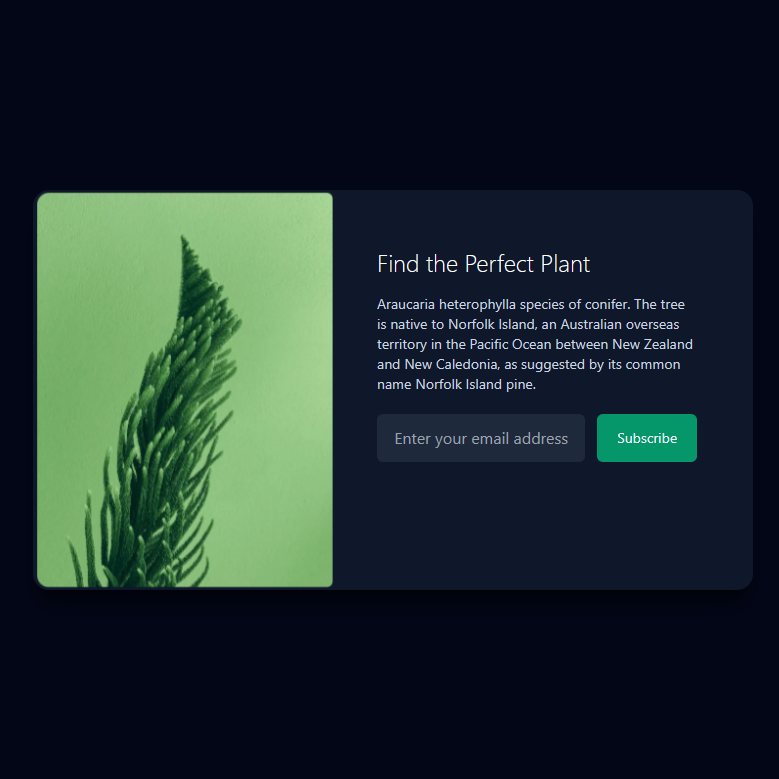 Find the Perfect Plant
Araucaria heterophylla species of conifer. The tree
is native to Norfolk Island, an Australian overseas
territory in the Pacific Ocean between New Zealand
and New Caledonia, as suggested by its common
name Norfolk Island pine.
Enter your email address
Subscribe